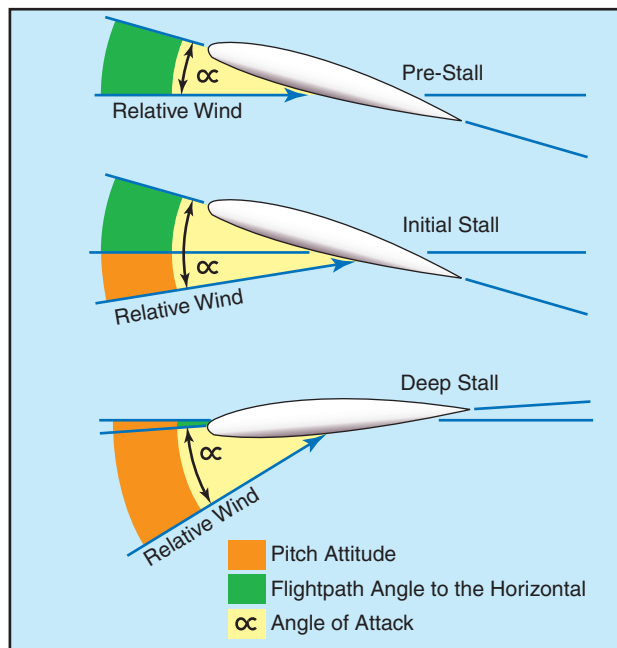 Pre-Stall
∝
Relative Wind
Initial Stall
∝
Relative Wind
Deep Stall
∝
Relative Wind
Pitch Attitude
Flightpath Angle to the Horizontal
∝ Angle of Attack